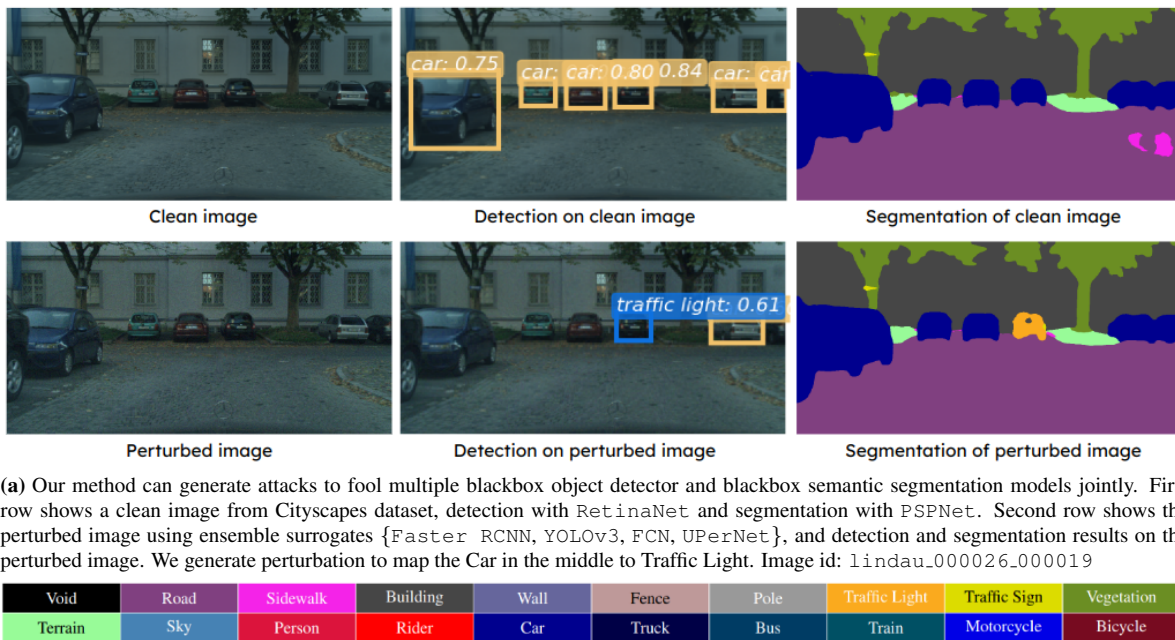 car: 0.75
car:
car: 0.80
0.84
car:
car
Clean image
Detection on clean image
Segmentation of clean image
traffic light: 0.61
Perturbed image
Detection on perturbed image
Segmentation of perturbed image
(a) Our method can generate attacks to fool multiple blackbox object detector and blackbox semantic segmentation models jointly. Fir
row shows a clean image from Cityscapes dataset, detection with RetinaNet and segmentation with PSPNet. Second row shows th
perturbed image using ensemble surrogates {Faster RCNN, YOLOv3, FCN, UPerNet}, and detection and segmentation results on th
perturbed image. We generate perturbation to map the Car in the middle to Traffic Light. Image id: lindau_000026_000019
Void Road Sidewalk Building Wall Fence Pole Traffic Light Traffic Sign Vegetation
Terrain Sky Person Rider Car Truck Bus Train Motorcycle Bicycle